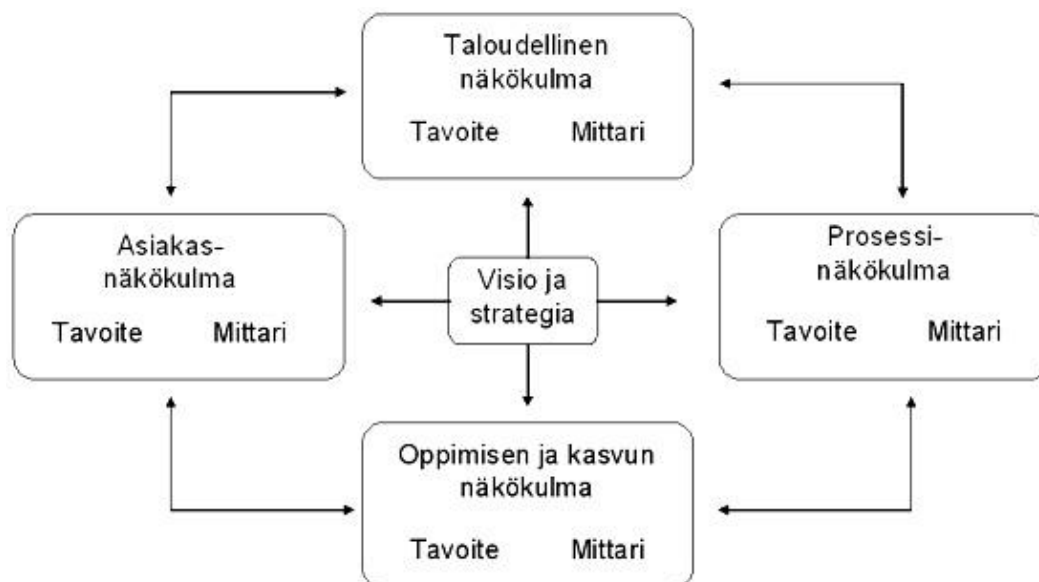 Taloudellinen
näkökulma
Tavoite Mittari
Asiakas-
näkökulma
Tavoite Mittari
Visio ja
strategia
Prosessi-
näkökulma
Tavoite Mittari
Oppimisen ja kasvun
näkökulma
Tavoite Mittari